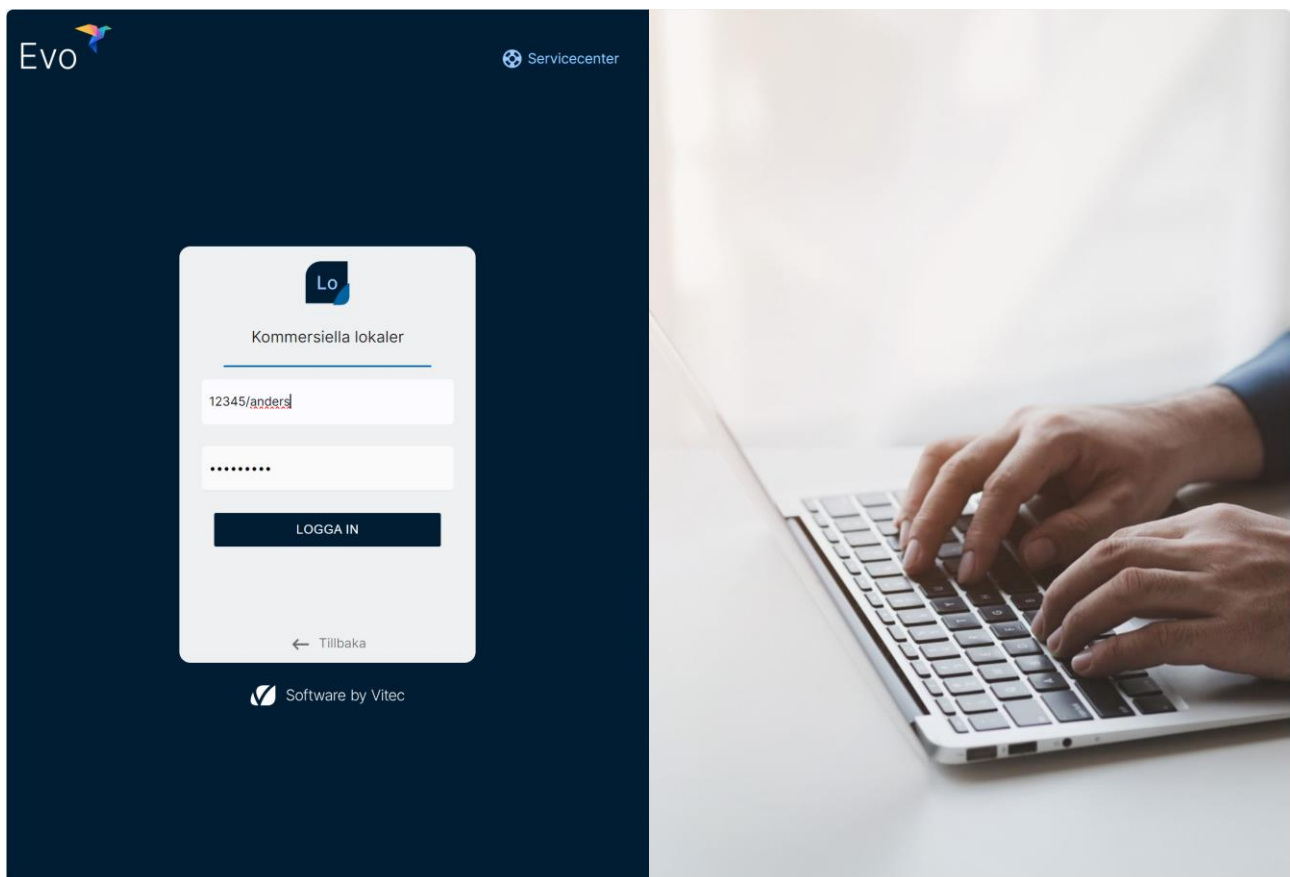 Evo
Servicecenter
Lo
Kommersiella lokaler
12345/anders
•••••••••
LOGGA IN
← Tillbaka
Software by Vitec